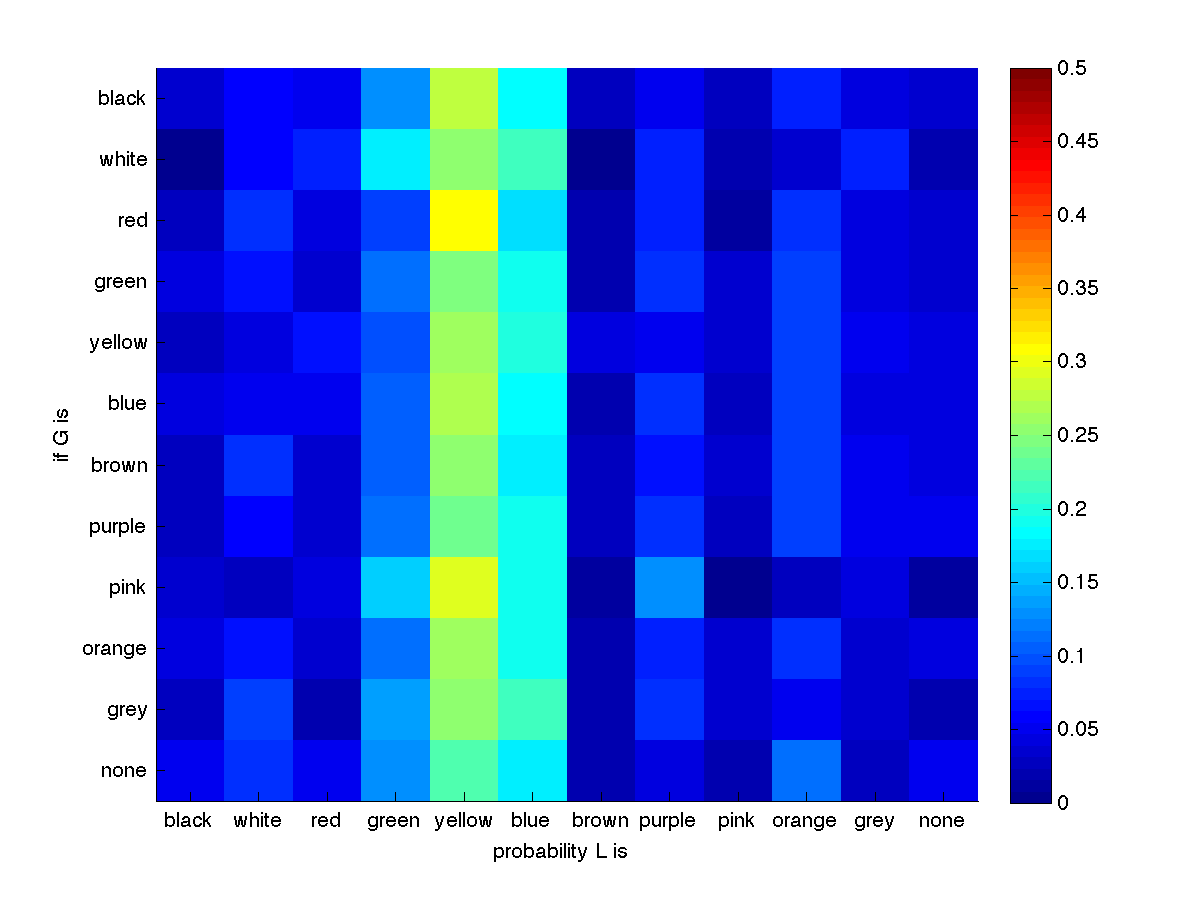 if G is
black
white
red
green
yellow
blue
brown
purple
pink
orange
grey
none
black white red green yellow blue brown purple pink orange grey none
probability L is
0.5
0.45
0.4
0.35
0.3
0.25
0.2
0.15
0.1
0.05
0